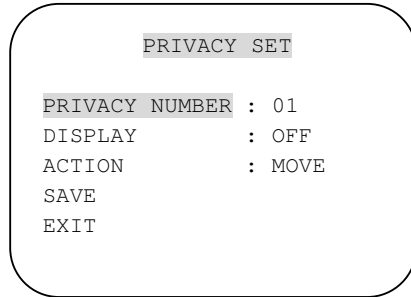 PRIVACY SET
PRIVACY NUMBER : 01
DISPLAY : OFF
ACTION : MOVE
SAVE
EXIT